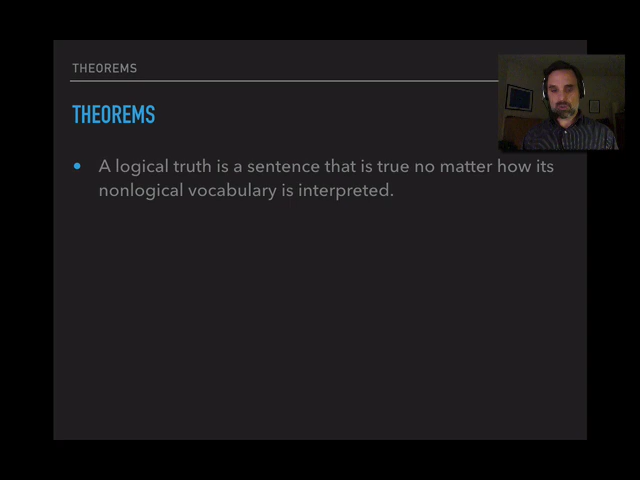 THEOREMS
THEOREMS
• A logical truth is a sentence that is true no matter how its
nonlogical vocabulary is interpreted.